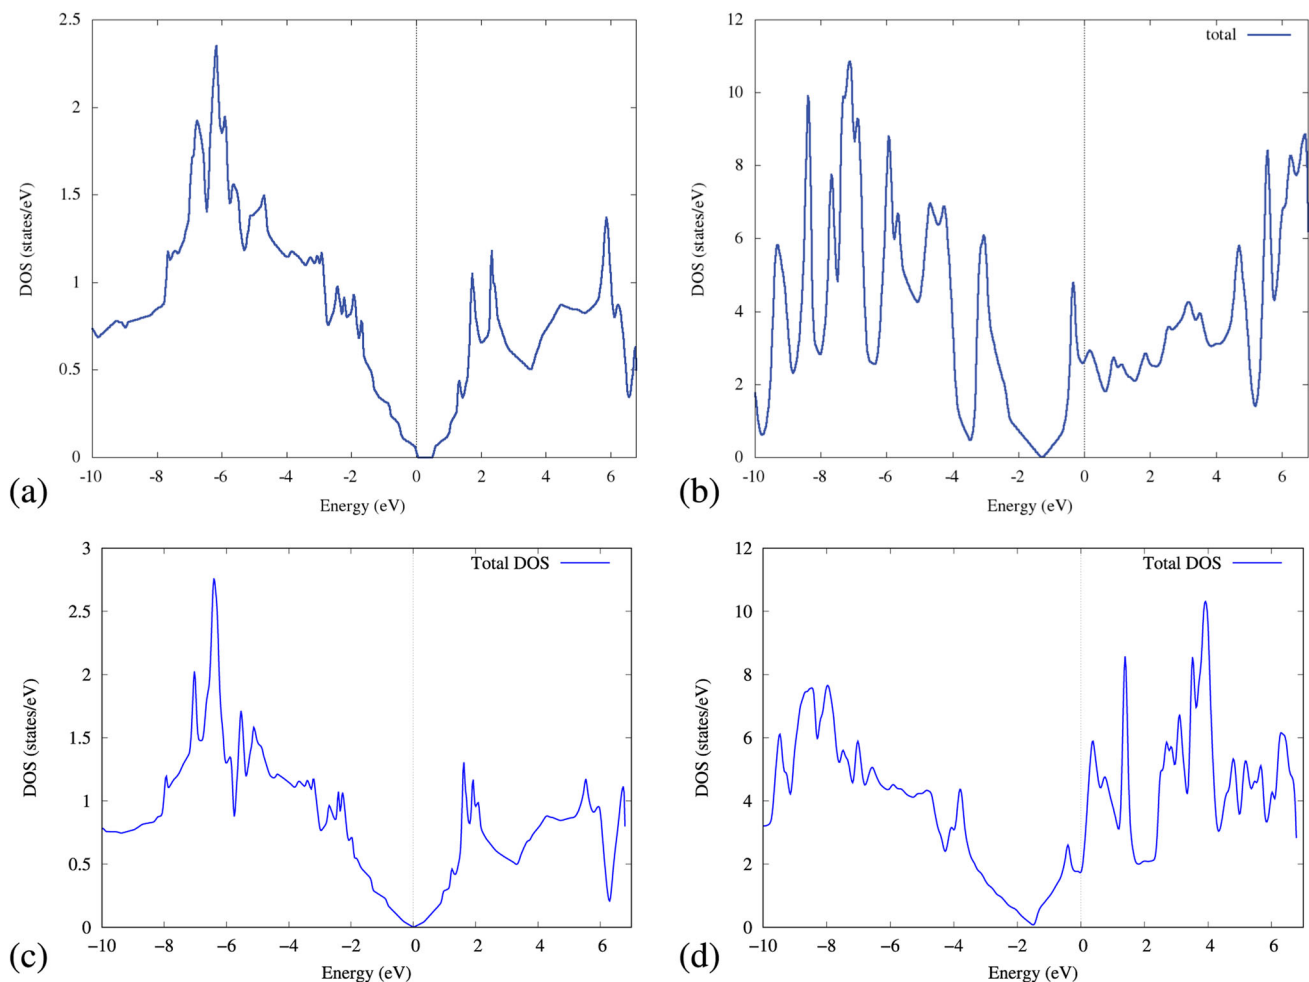 2.5
2
1.5
1
0.5
0
DOS (states/eV)
-10 -8 -6 -4 -2 0 2 4 6
Energy (eV)
(a)
12
10
8
6
4
2
0
DOS (states/eV)
total
-10 -8 -6 -4 -2 0 2 4 6
Energy (eV)
(b)
3
2.5
2
1.5
1
0.5
0
DOS (states/eV)
Total DOS
−10 −8 −6 −4 −2 0 2 4 6
Energy (eV)
(c)
12
10
8
6
4
2
0
DOS (states/eV)
Total DOS
−10 −8 −6 −4 −2 0 2 4 6
Energy (eV)
(d)